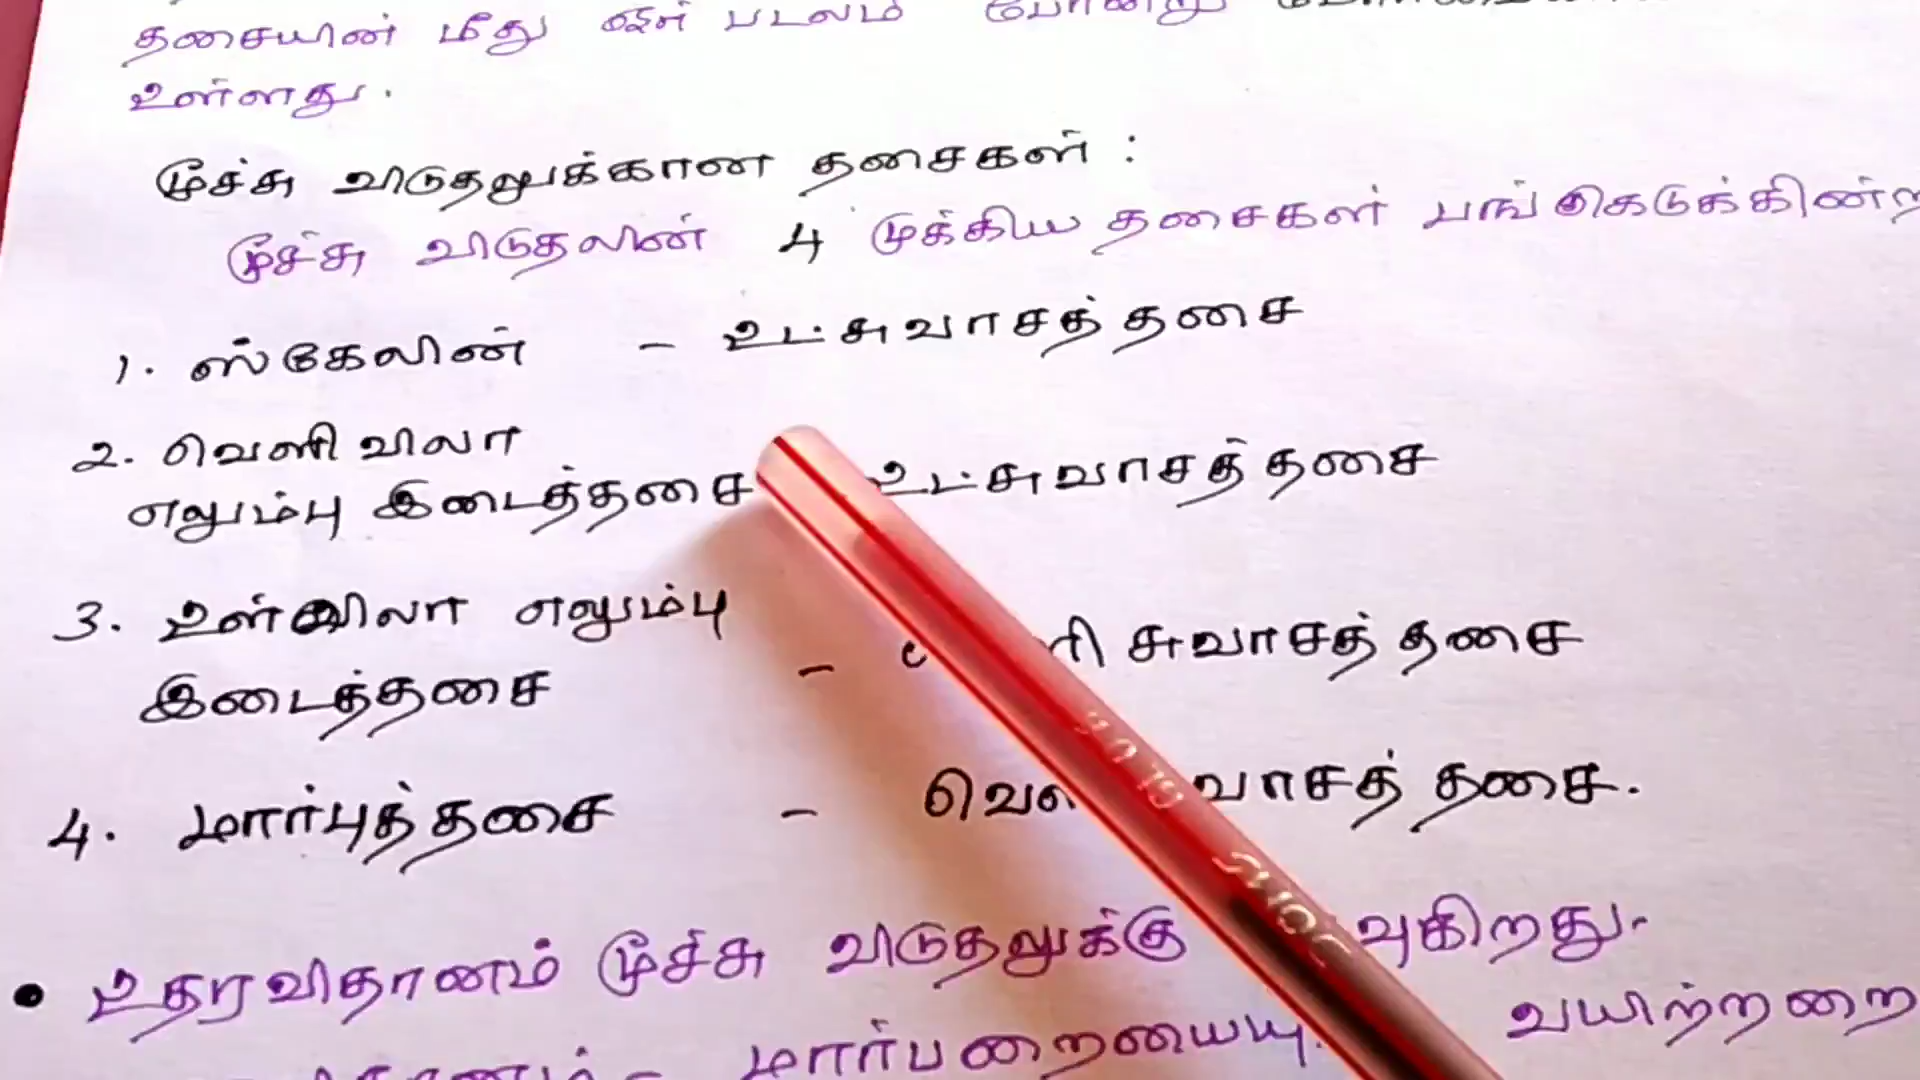 தசையின் மீது படலம் போன்று
உள்ளது.
மூச்சு விடுதலுக்கான தசைகள் :
மூச்சு விடுதலின் 4 முக்கிய தசைகள் பங்கெடுக்கின்ற
1. ஸ்கேலின் - உட்சுவாசத் தசை
2. வெளி விலா
எலும்பு இடைத்தசை உட்சுவாசத் தசை
3. உள்விலா எலும்பு
இடைத்தசை - சுவாசத் தசை
4. மார்புத் தசை - வாசத் தசை.
• உதரவிதானம் மூச்சு விடுதலுக்கு வுகிறது.
மார்பறையையு வயிற்றறை